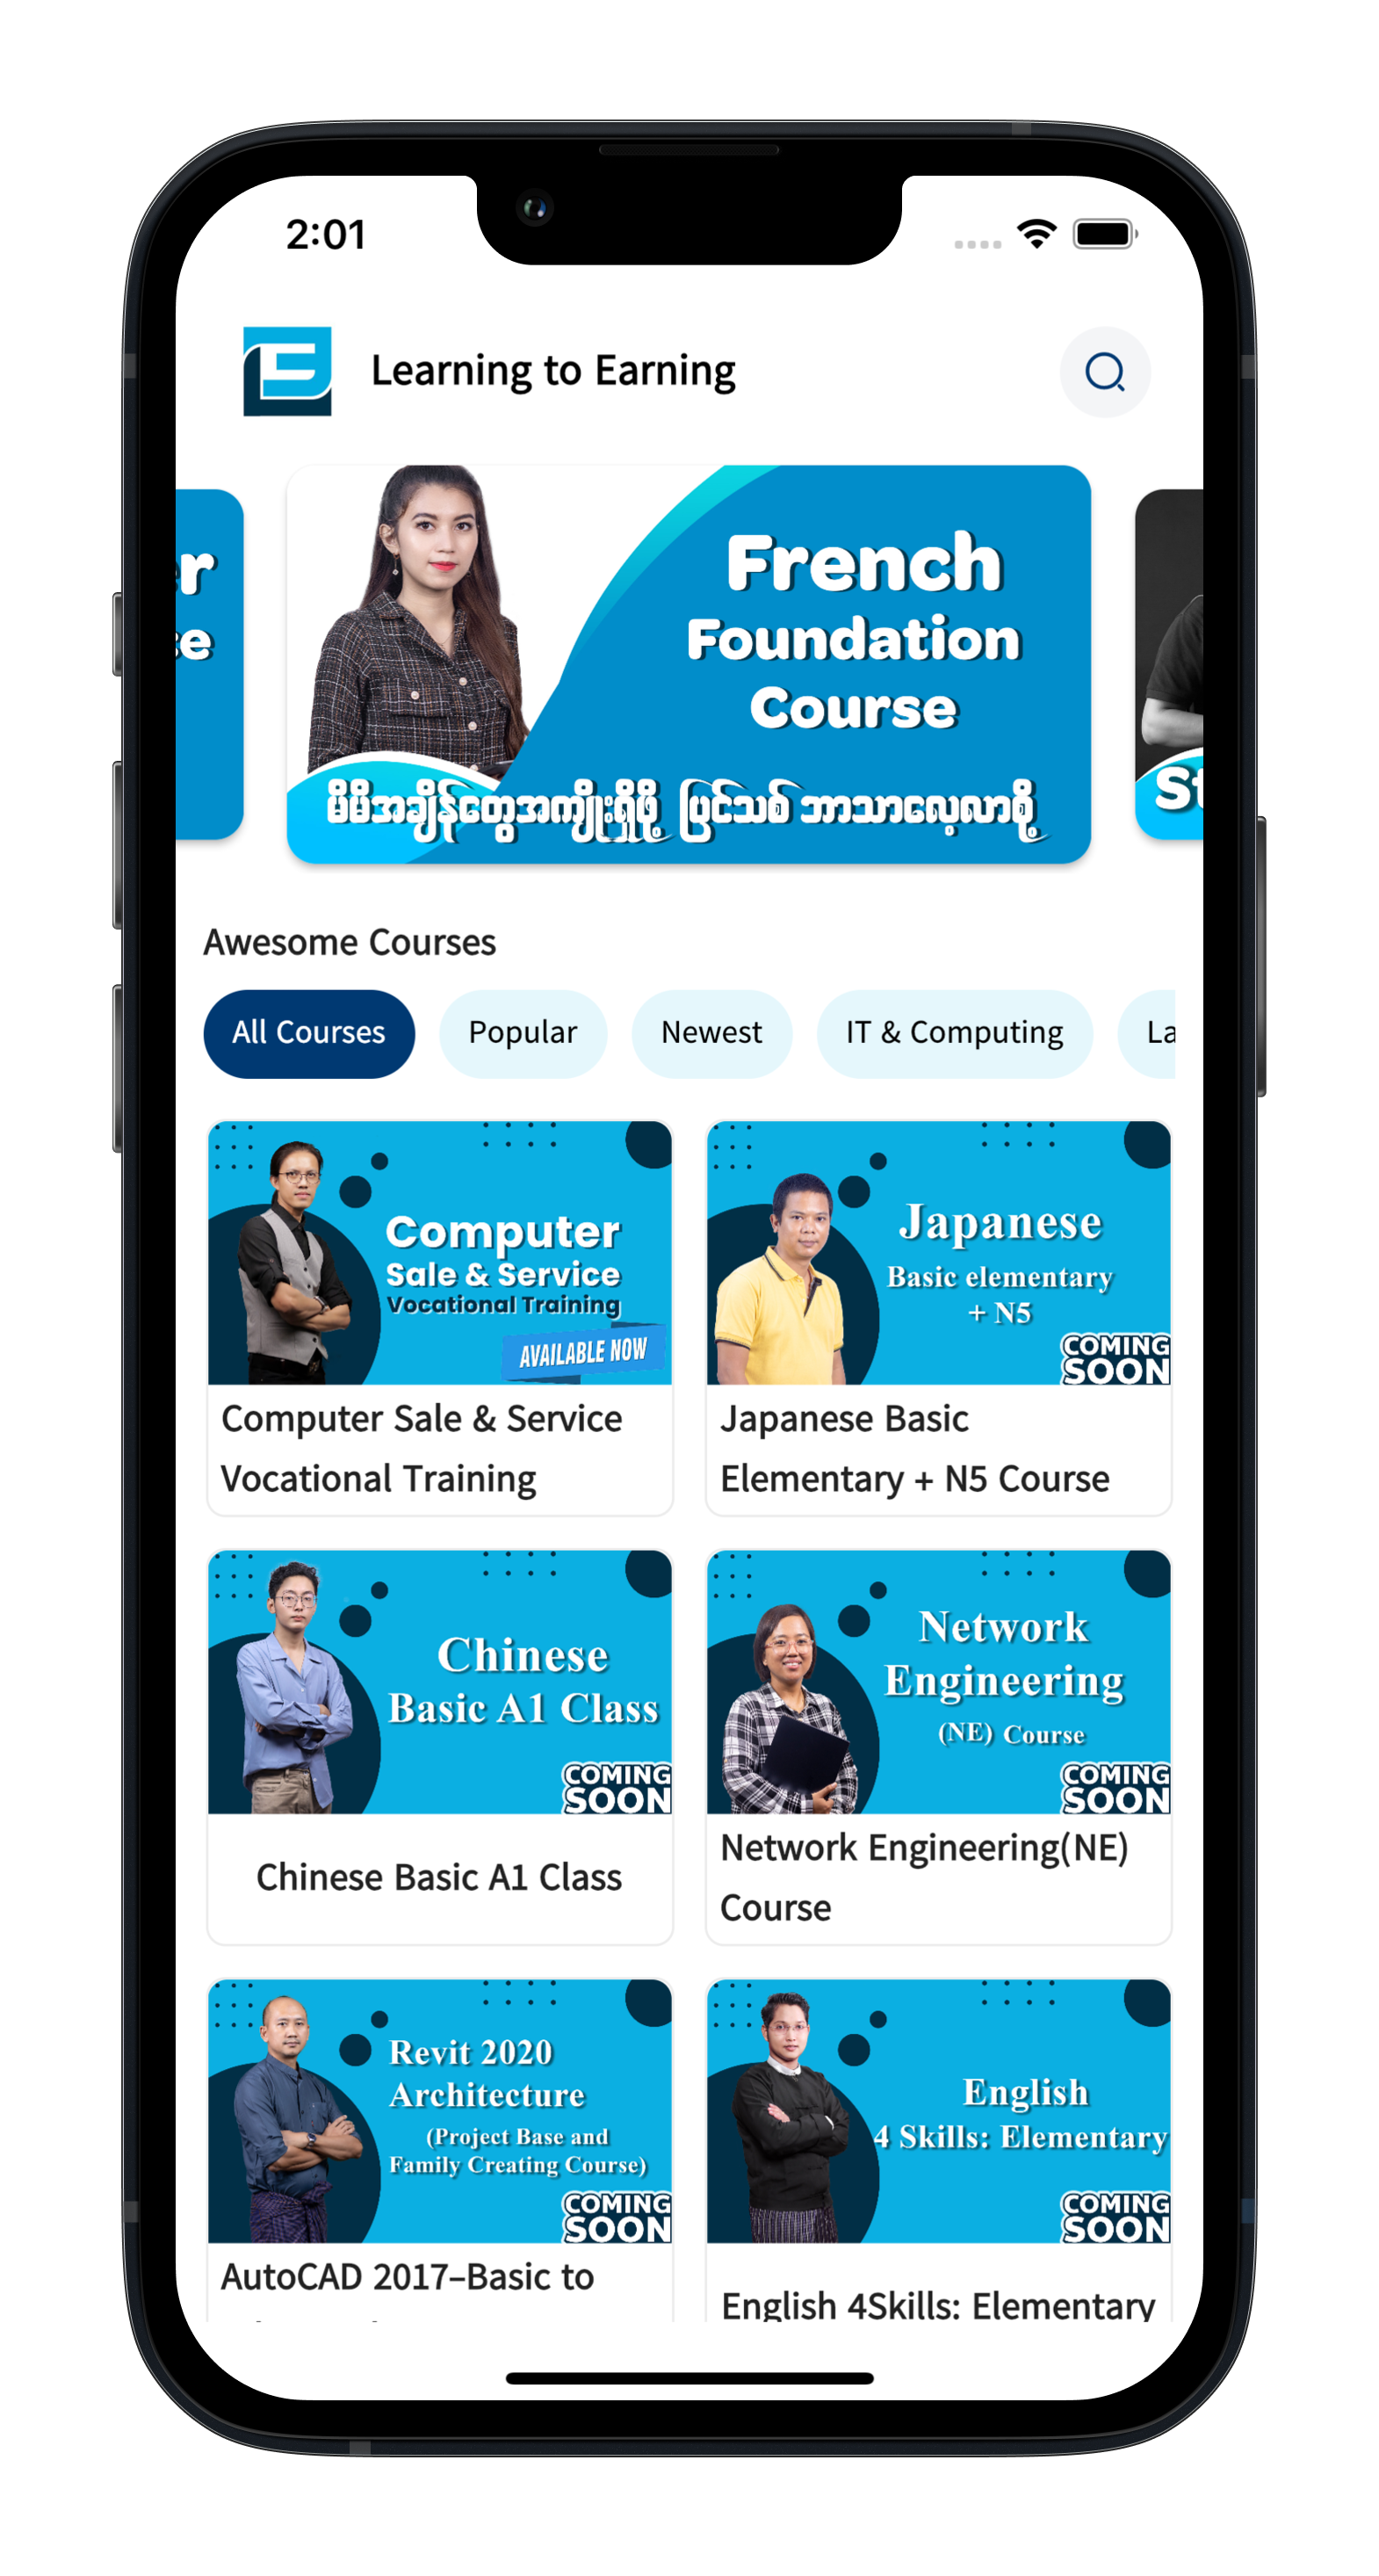 2:01
Learning to Earning
French
Foundation
Course
မိမိအချိန်တွေအကျိုးရှိဖို့ ပြင်သစ် ဘာသာလေ့လာစို့
Awesome Courses
All Courses
Popular
Newest
IT & Computing
Computer
Sale & Service
Vocational Training
AVAILABLE NOW
Japanese
Basic elementary
+ N5
COMING
SOON
Computer Sale & Service
Vocational Training
Japanese Basic
Elementary + N5 Course
Chinese
Basic A1 Class
COMING
SOON
Network
Engineering
(NE) Course
COMING
SOON
Chinese Basic A1 Class
Network Engineering(NE)
Course
Revit 2020
Architecture
(Project Base and
Family Creating Course)
COMING
SOON
English
4 Skills: Elementary
COMING
SOON
AutoCAD 2017–Basic to
English 4Skills: Elementary